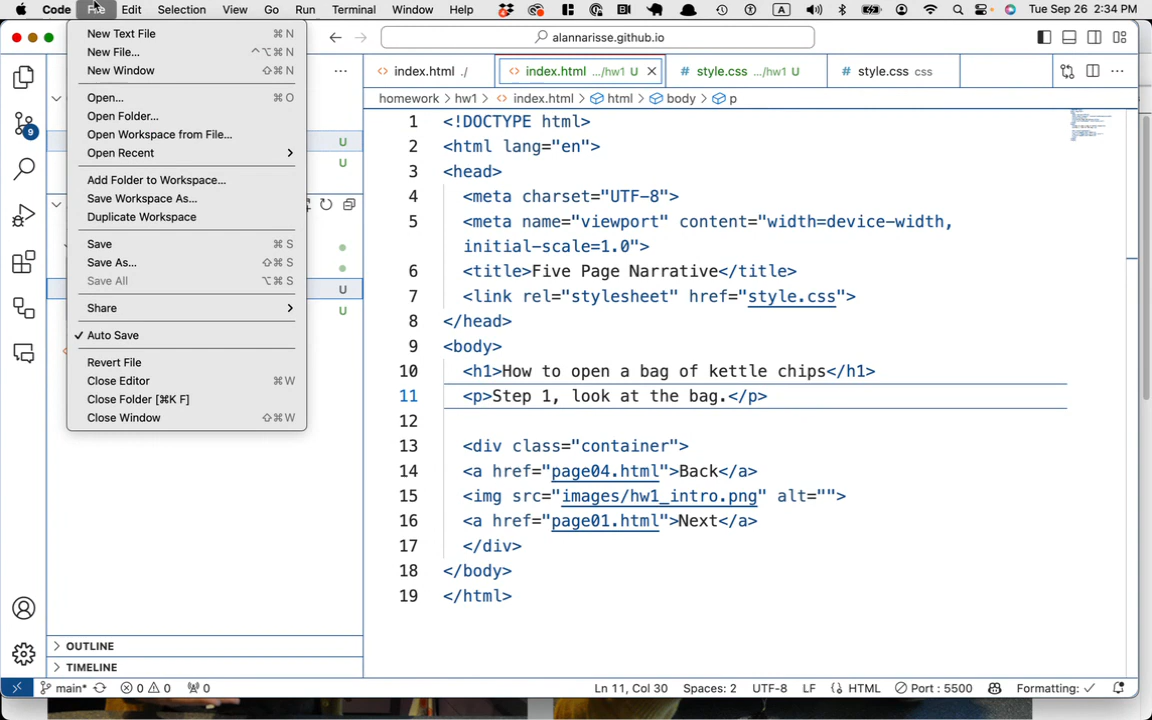 Code File Edit Selection View Go Run Terminal Window Help A Tue Sep 26 2:34 PM
alannarisse.github.io
New Text File ⌘ N
New File... ⌃⌥⌘ N
New Window ⇧⌘ N
Open... ⌘ O
Open Folder...
Open Workspace from File...
Open Recent
Add Folder to Workspace...
Save Workspace As...
Duplicate Workspace
Save ⌘ S
Save As... ⇧⌘ S
Save All ⌥⌘ S
Share
✓ Auto Save
Revert File
Close Editor ⌘ W
Close Folder [⌘K F]
Close Window ⇧⌘ W
9
U
U
U
U
OUTLINE
TIMELINE
index.html ./ index.html .../hw1 U style.css .../hw1 U style.css css
homework > hw1 > index.html > html > body > p
1 <!DOCTYPE html>
2 <html lang="en">
3 <head>
4 <meta charset="UTF-8">
5 <meta name="viewport" content="width=device-width,
initial-scale=1.0">
6 <title>Five Page Narrative</title>
7 <link rel="stylesheet" href="style.css">
8 </head>
9 <body>
10 <h1>How to open a bag of kettle chips</h1>
11 <p>Step 1, look at the bag.</p>
12
13 <div class="container">
14 <a href="page04.html">Back</a>
15 <img src="images/hw1_intro.png" alt="">
16 <a href="page01.html">Next</a>
17 </div>
18 </body>
19 </html>
main* 0 0 0 Ln 11, Col 30 Spaces: 2 UTF-8 LF HTML Port : 5500 Formatting: ✓